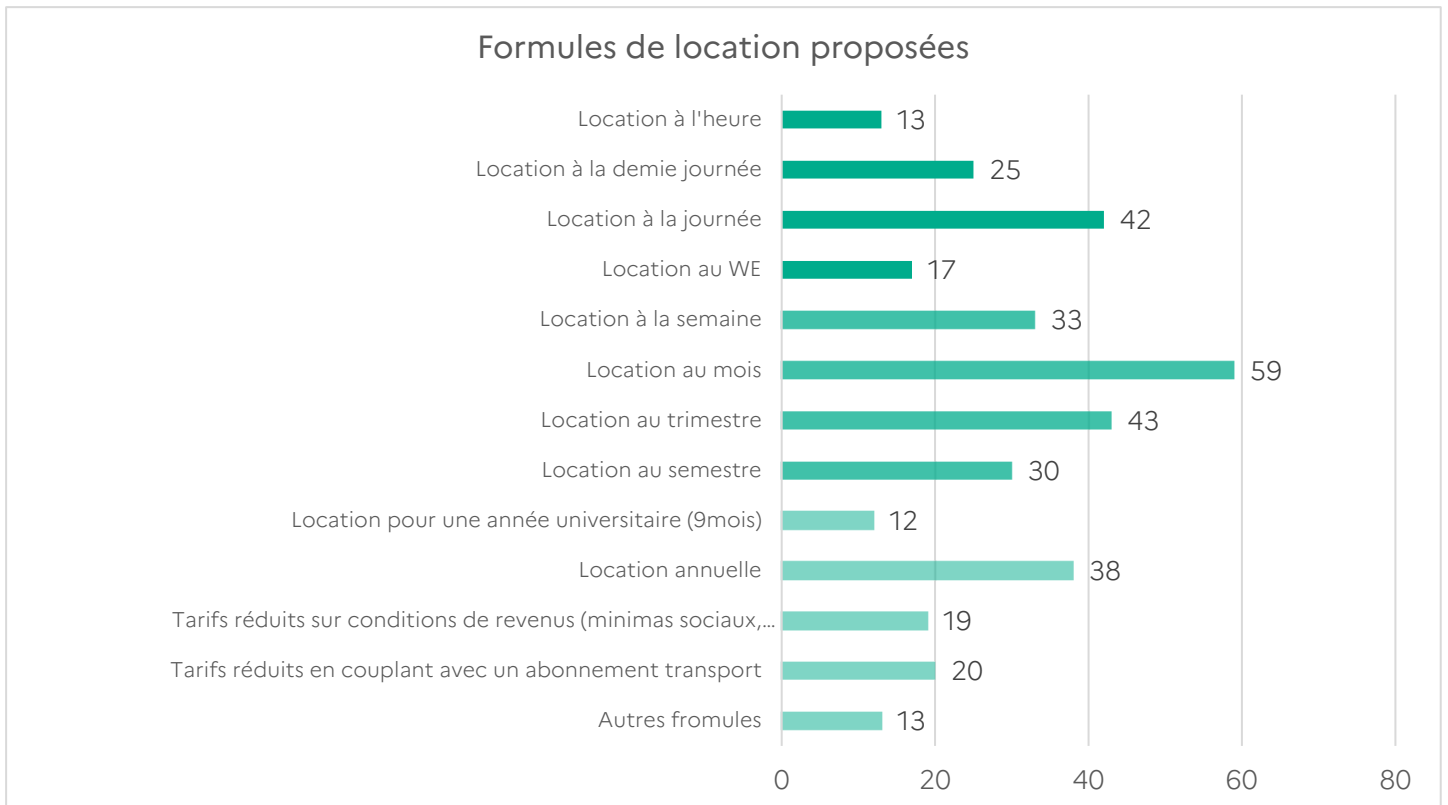 Formules de location proposées
Location à l'heure 13
Location à la demie journée 25
Location à la journée 42
Location au WE 17
Location à la semaine 33
Location au mois 59
Location au trimestre 43
Location au semestre 30
Location pour une année universitaire (9mois) 12
Location annuelle 38
Tarifs réduits sur conditions de revenus (minimas sociaux,... 19
Tarifs réduits en couplant avec un abonnement transport 20
Autres fromules 13
0 20 40 60 80